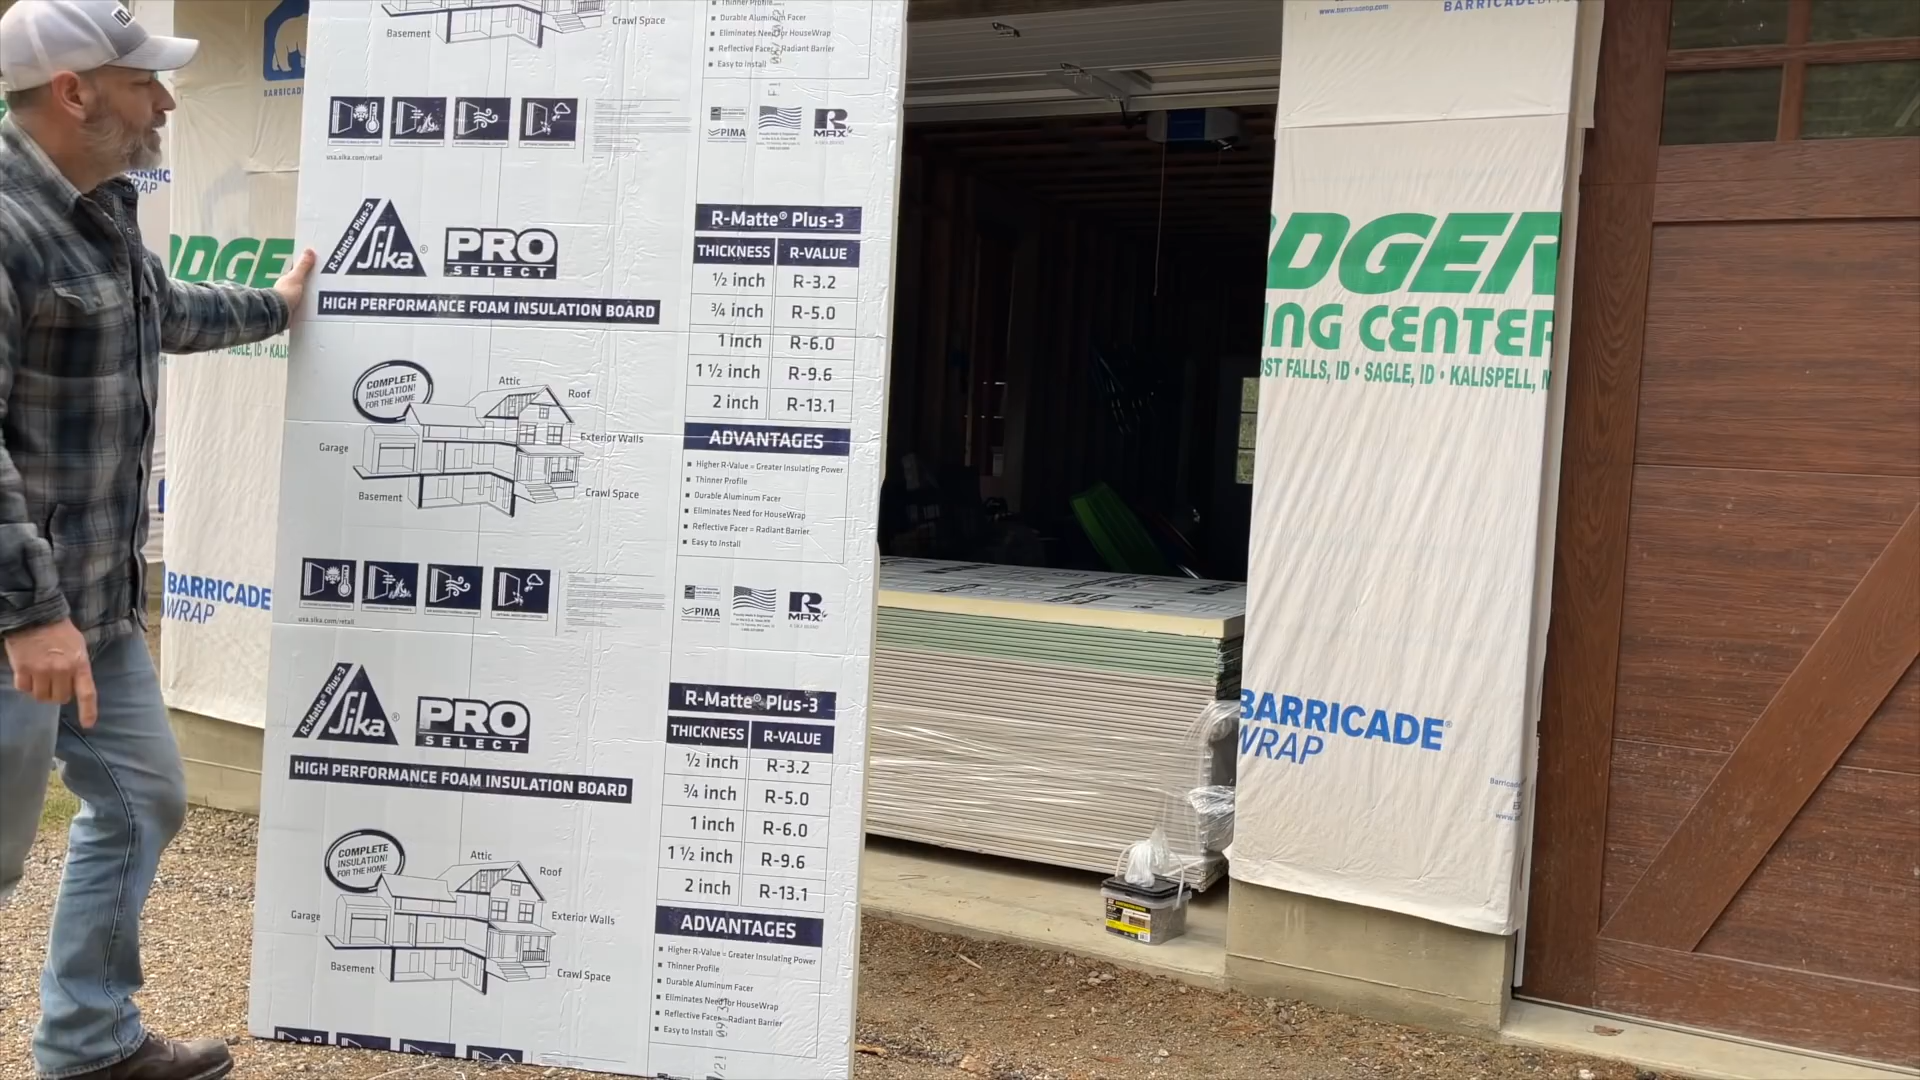 Basement
Crawl Space
Thinner Profile
Durable Aluminum Facer
Eliminates Need for HouseWrap
Reflective Facer = Radiant Barrier
Easy to Install
BARRICADE
usa.sika.com/retail
PIMA
R
MAX
R-Matte® Plus-3
Sika®
PRO
SELECT
HIGH PERFORMANCE FOAM INSULATION BOARD
R-Matte® Plus-3
THICKNESS R-VALUE
½ inch R-3.2
¾ inch R-5.0
1 inch R-6.0
1 ½ inch R-9.6
2 inch R-13.1
COMPLETE
INSULATION!
FOR THE HOME
Attic
Roof
Garage
Exterior Walls
Basement
Crawl Space
ADVANTAGES
Higher R-Value = Greater Insulating Power
Thinner Profile
Durable Aluminum Facer
Eliminates Need for HouseWrap
Reflective Facer = Radiant Barrier
Easy to Install
usa.sika.com/retail
PIMA
R
MAX
A SIKA BRAND
R-Matte® Plus-3
Sika®
PRO
SELECT
HIGH PERFORMANCE FOAM INSULATION BOARD
R-Matte® Plus-3
THICKNESS R-VALUE
½ inch R-3.2
¾ inch R-5.0
1 inch R-6.0
1 ½ inch R-9.6
2 inch R-13.1
COMPLETE
INSULATION!
FOR THE HOME
Attic
Roof
Garage
Exterior Walls
Basement
Crawl Space
ADVANTAGES
Higher R-Value = Greater Insulating Power
Thinner Profile
Durable Aluminum Facer
Eliminates Need for HouseWrap
Reflective Facer = Radiant Barrier
Easy to Install
DGE
SAGLE, ID • KALI
BARRICADE
WRAP
DGER
ING CENTER
ST FALLS, ID • SAGLE, ID • KALISPELL,
BARRICADE®
WRAP